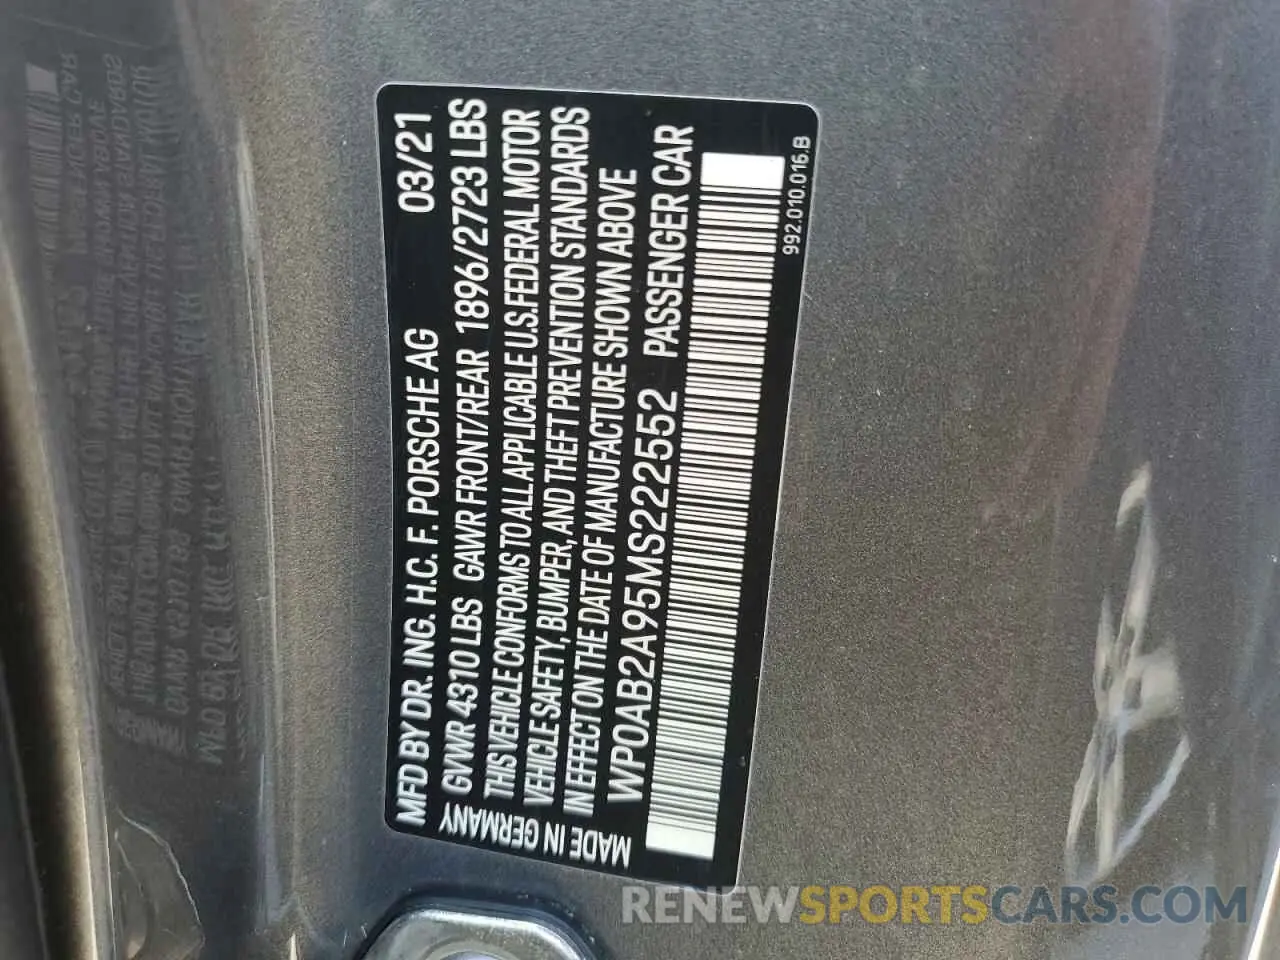 MFD BY DR. ING. H.C. F. PORSCHE AG 03/21
GVWR 4310 LBS GAWR FRONT/REAR 1896/2723 LBS
THIS VEHICLE CONFORMS TO ALL APPLICABLE U.S. FEDERAL MOTOR
VEHICLE SAFETY, BUMPER, AND THEFT PREVENTION STANDARDS
IN EFFECT ON THE DATE OF MANUFACTURE SHOWN ABOVE
WP0AB2A95MS222552 PASSENGER CAR
MADE IN GERMANY
992.010.016.B
RENEWSPORTSCARS.COM